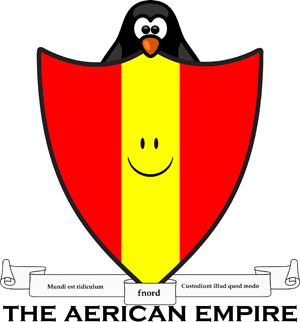 Mundi est ridiculum
fnord
Custodiunt illud quod modo
THE AERICAN EMPIRE